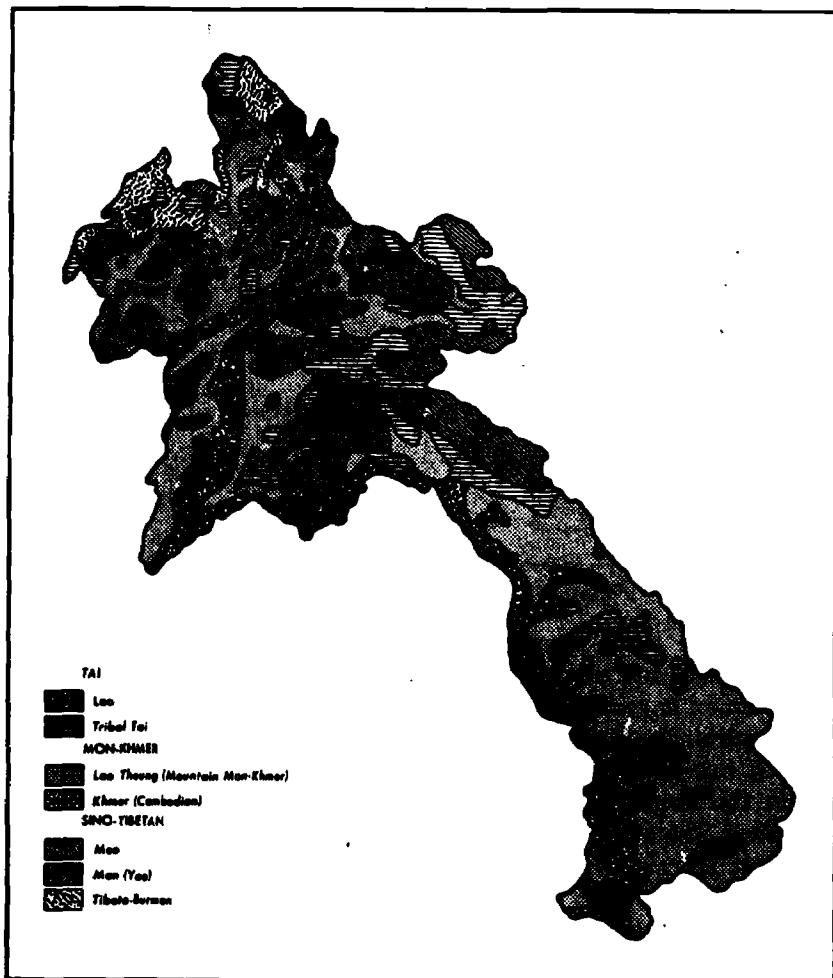 TAI
Lao
Tribal Tai
MON-KHMER
Lao Theung (Mountain Mon-Khmer)
Khmer (Cambodian)
SINO-TIBETAN
Meo
Man (Yao)
Tibeto-Burman